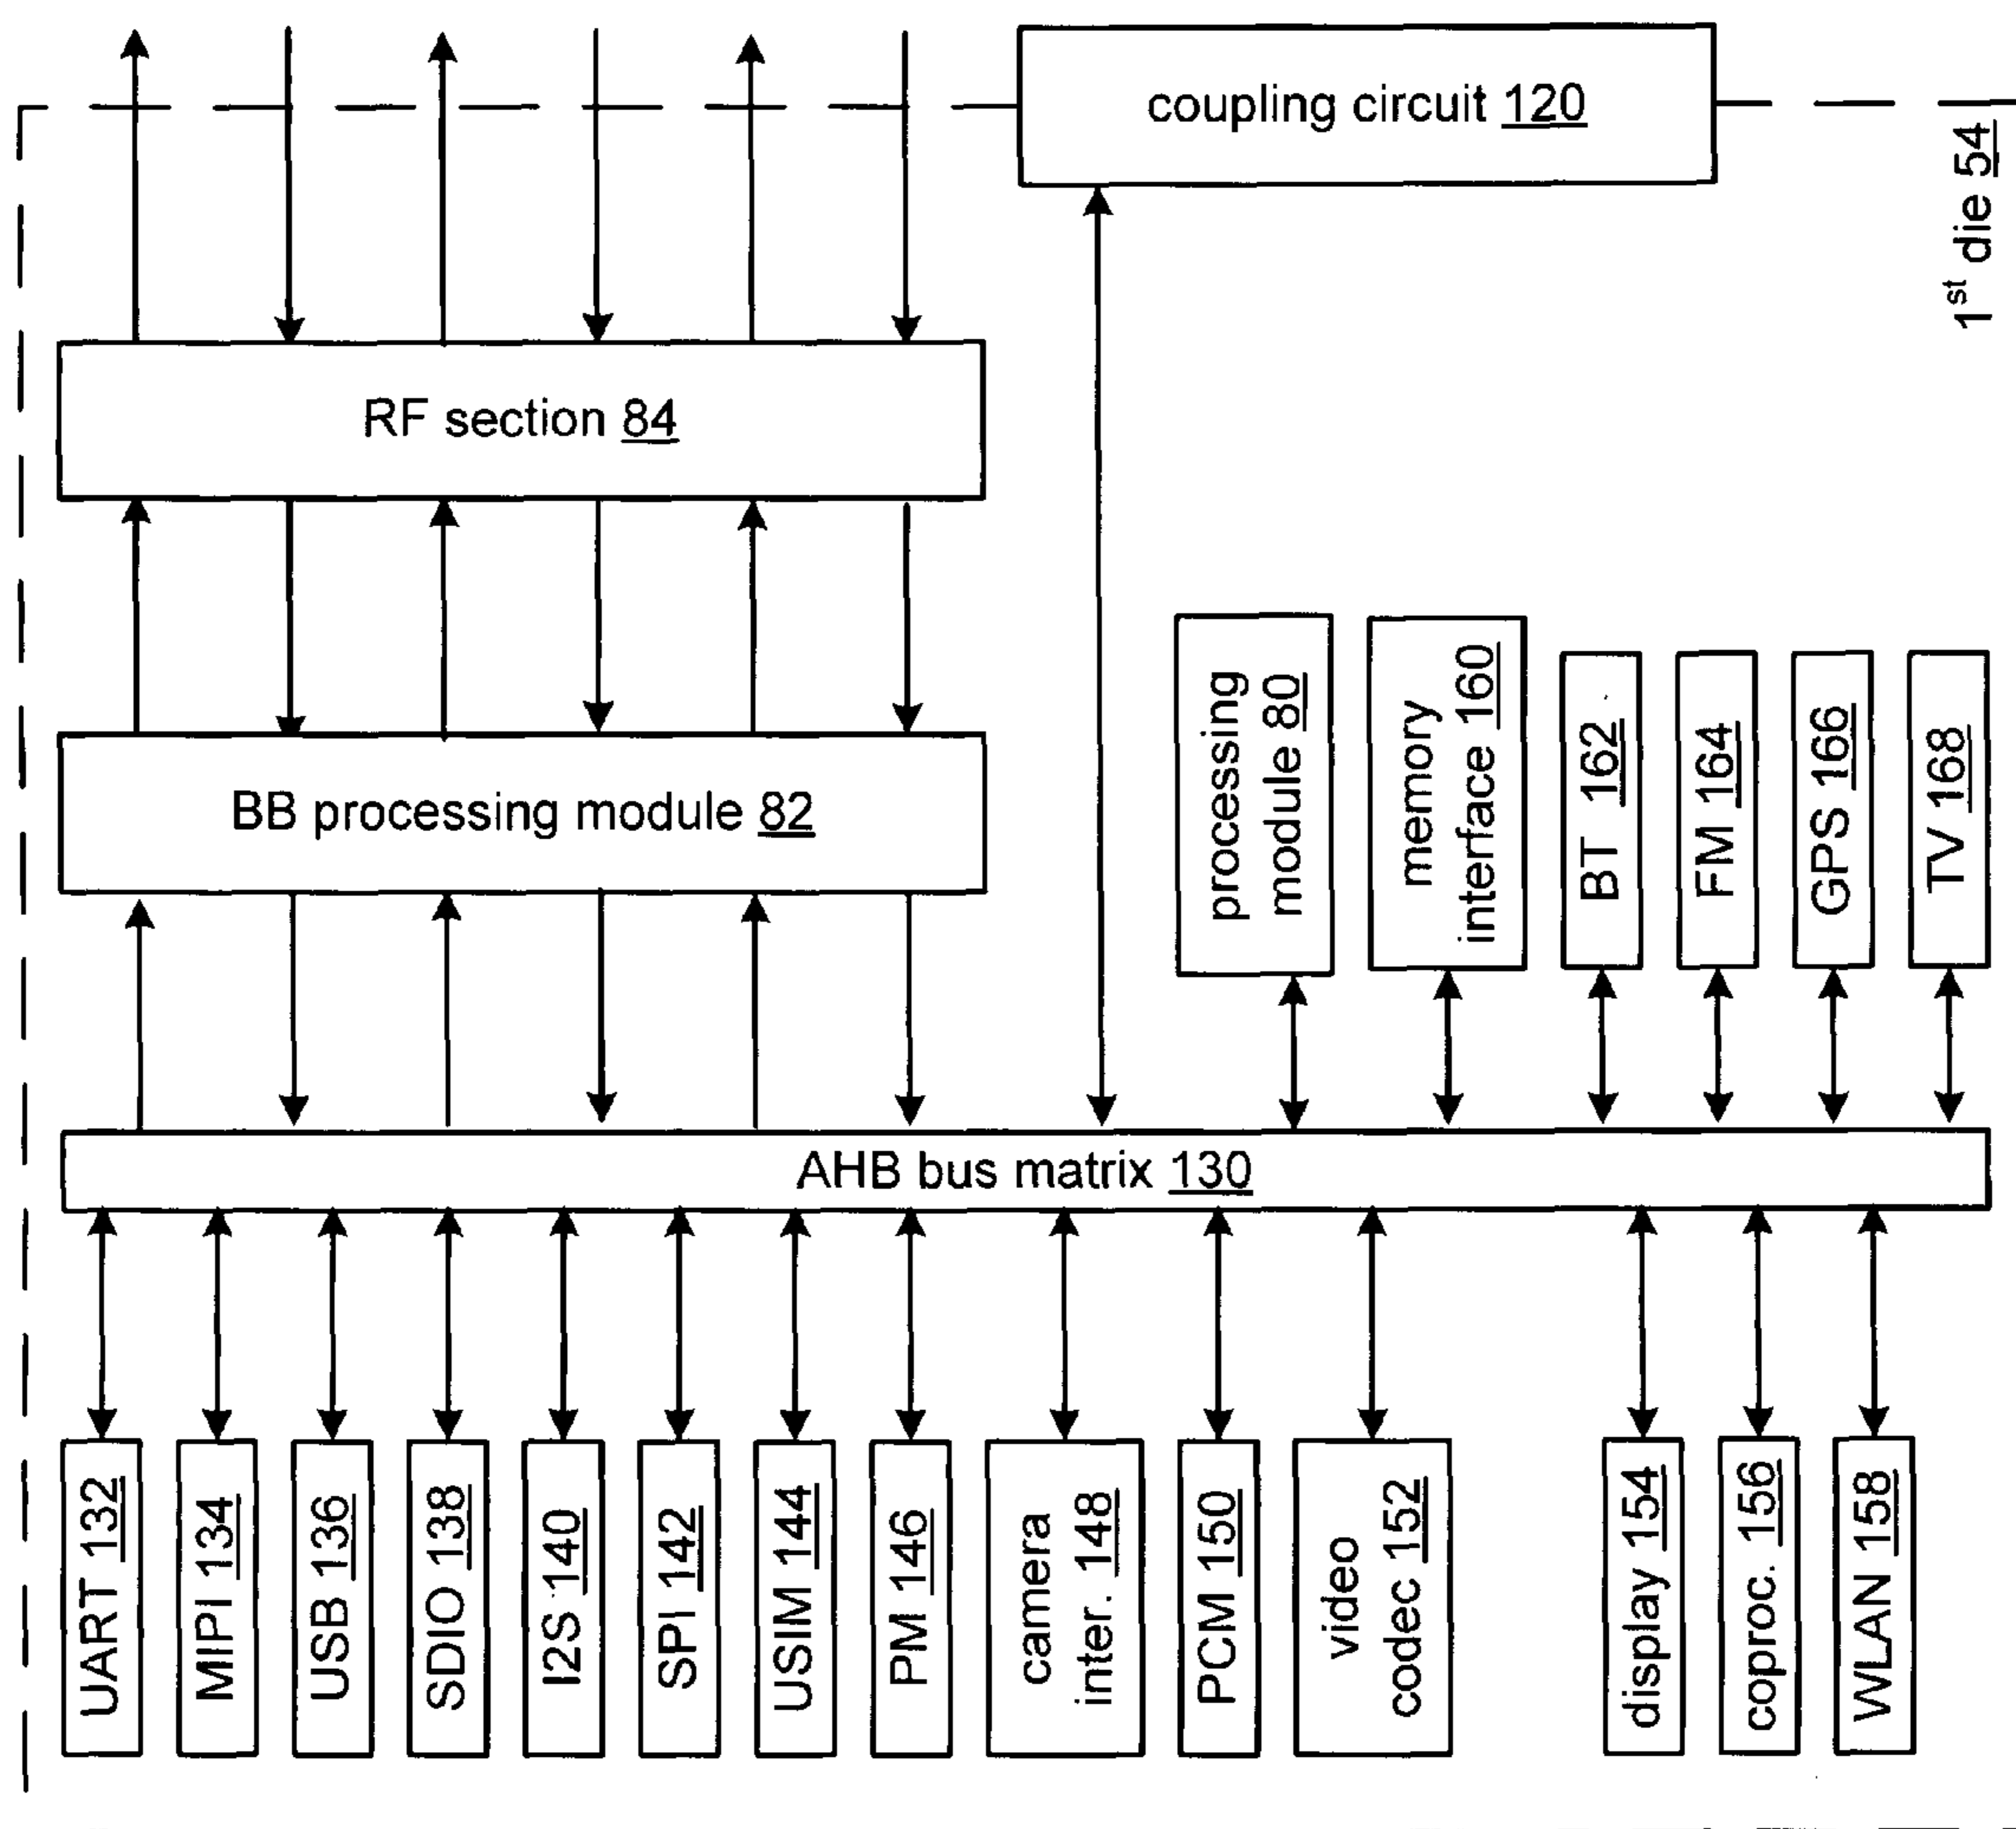 coupling circuit 120
1st die 54
RF section 84
BB processing module 82
processing
module 80
memory
interface 160
BT 162
FM 164
GPS 166
TV 168
AHB bus matrix 130
UART 132
MIPI 134
USB 136
SDIO 138
I2S 140
SPI 142
USIM 144
PM 146
camera
inter. 148
PCM 150
video
codec 152
display 154
coproc. 156
WLAN 158